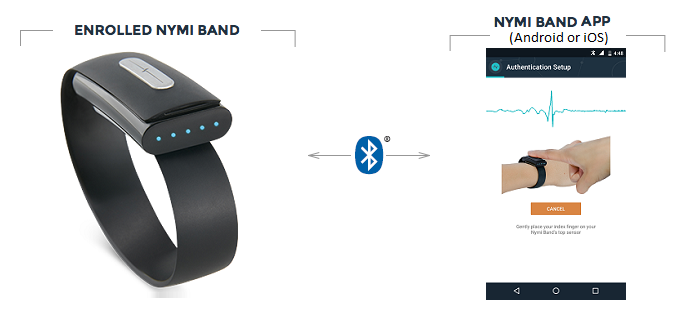 ENROLLED NYMI BAND
NYMI BAND APP
(Android or iOS)
4:48
Authentication Setup
®
CANCEL
Gently place your index finger on your
Nymi Band's top sensor